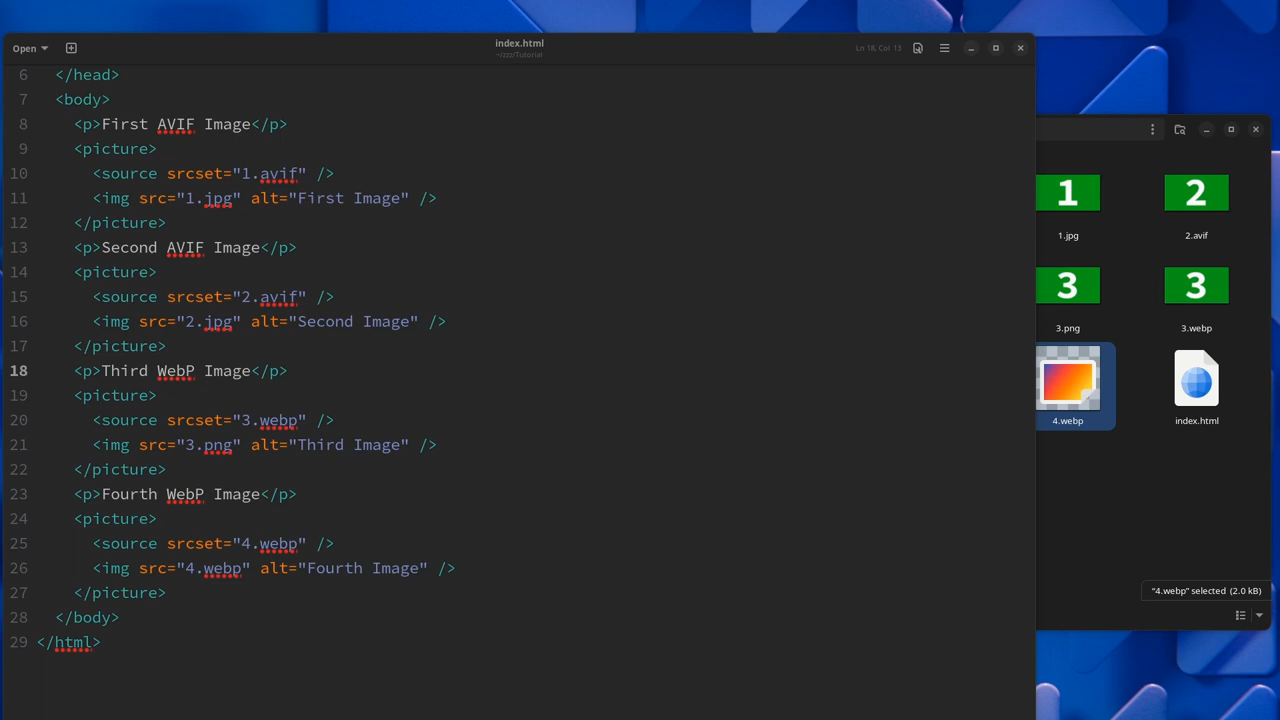 Open
index.html
~/zzz/Tutorial
Ln 18, Col 13
6 </head>
7 <body>
8 <p>First AVIF Image</p>
9 <picture>
10 <source srcset="1.avif" />
11 <img src="1.jpg" alt="First Image" />
12 </picture>
13 <p>Second AVIF Image</p>
14 <picture>
15 <source srcset="2.avif" />
16 <img src="2.jpg" alt="Second Image" />
17 </picture>
18 <p>Third WebP Image</p>
19 <picture>
20 <source srcset="3.webp" />
21 <img src="3.png" alt="Third Image" />
22 </picture>
23 <p>Fourth WebP Image</p>
24 <picture>
25 <source srcset="4.webp" />
26 <img src="4.webp" alt="Fourth Image" />
27 </picture>
28 </body>
29 </html>
1 2
1.jpg 2.avif
3 3
3.png 3.webp
4.webp index.html
"4.webp" selected (2.0 kB)